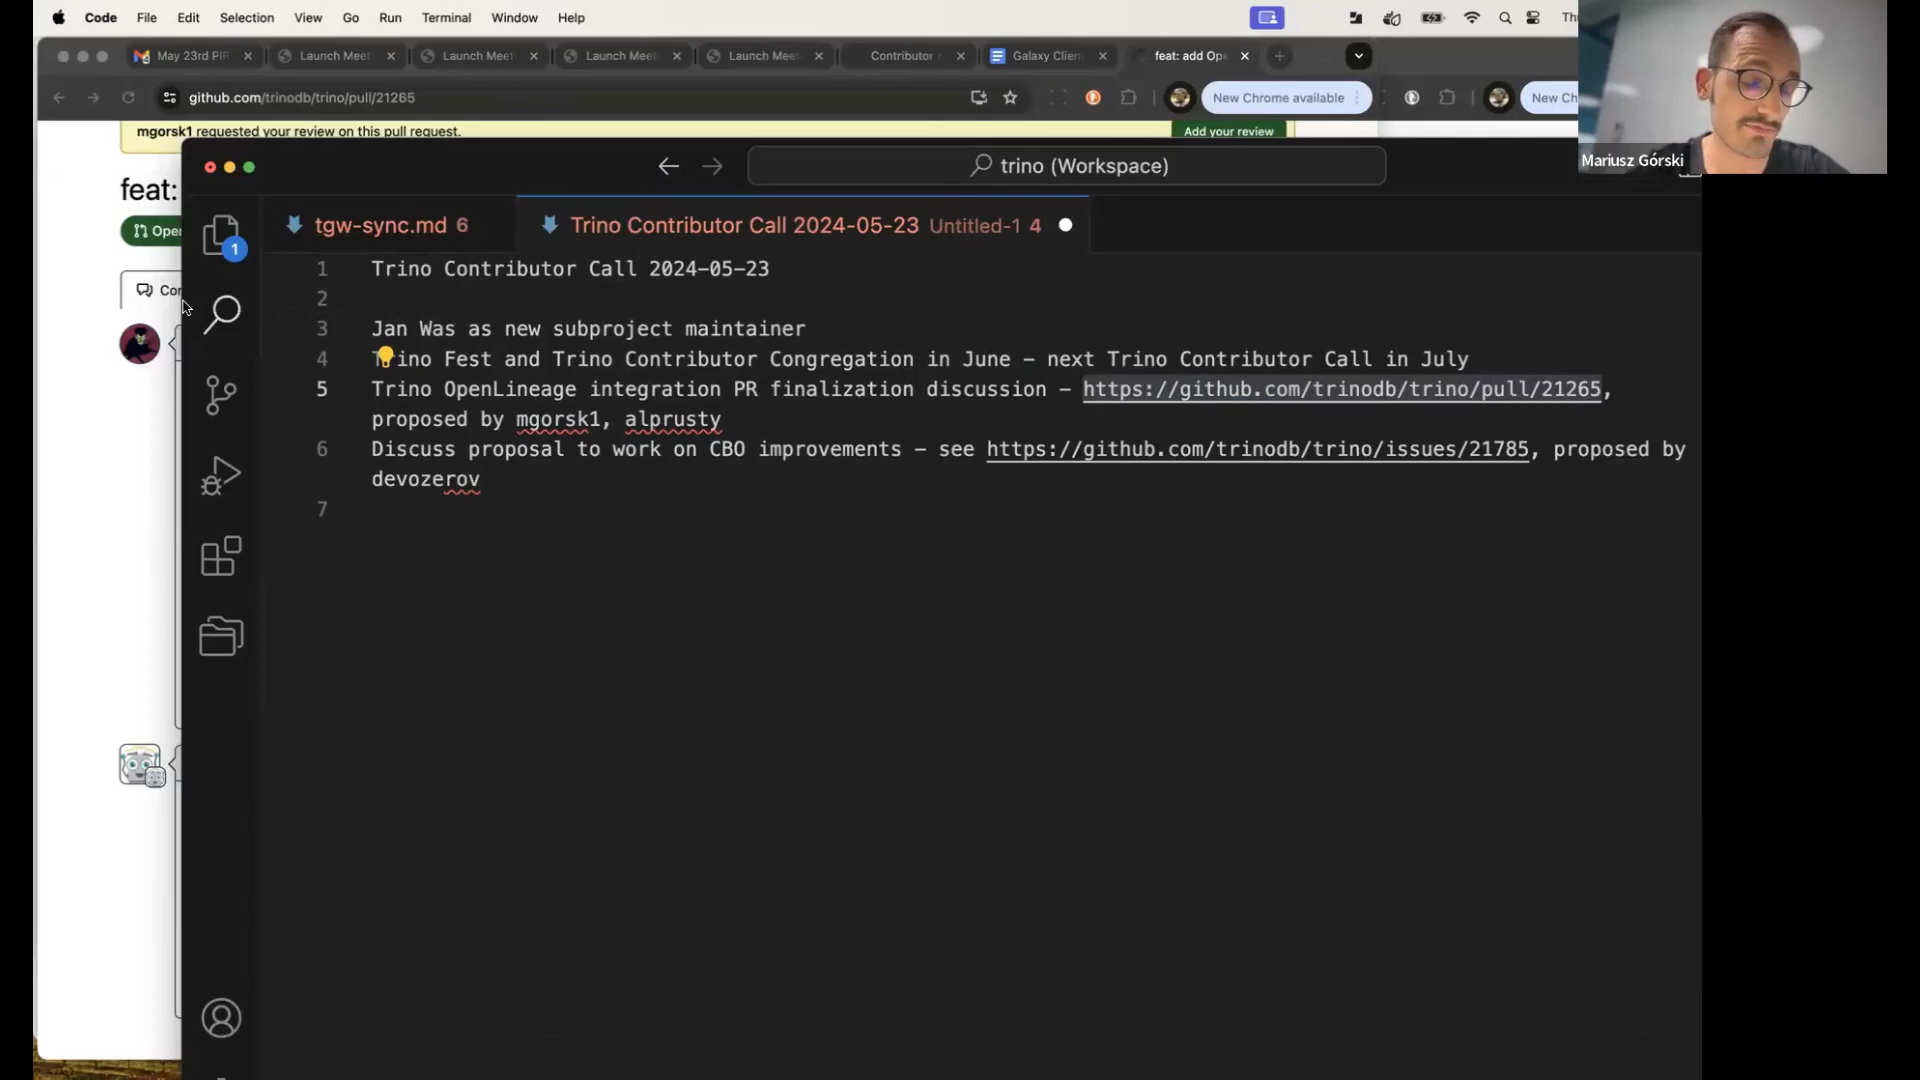 Code File Edit Selection View Go Run Terminal Window Help
May 23rd PIR Launch Meet Launch Meet Launch Meet Launch Meet Contributor Galaxy Clien feat: add Ope
github.com/trinodb/trino/pull/21265 New Chrome available New Ch
mgorsk1 requested your review on this pull request. Add your review
Mariusz Górski
trino (Workspace)
feat:
Open
tgw-sync.md 6 Trino Contributor Call 2024-05-23 Untitled-1 4
1
1 Trino Contributor Call 2024-05-23
2
3 Jan Was as new subproject maintainer
4 Trino Fest and Trino Contributor Congregation in June – next Trino Contributor Call in July
5 Trino OpenLineage integration PR finalization discussion – https://github.com/trinodb/trino/pull/21265,
proposed by mgorsk1, alprusty
6 Discuss proposal to work on CBO improvements – see https://github.com/trinodb/trino/issues/21785, proposed by
devozerov
7